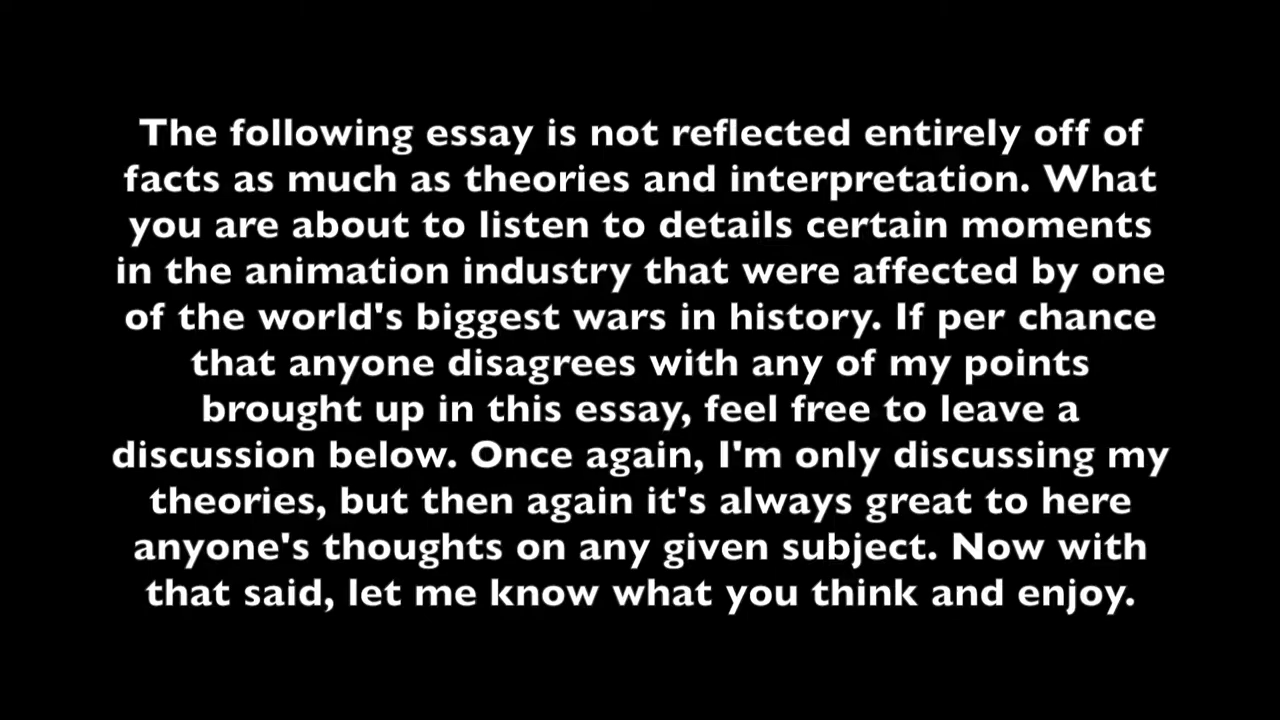 The following essay is not reflected entirely off of
facts as much as theories and interpretation. What
you are about to listen to details certain moments
in the animation industry that were affected by one
of the world's biggest wars in history. If per chance
that anyone disagrees with any of my points
brought up in this essay, feel free to leave a
discussion below. Once again, I'm only discussing my
theories, but then again it's always great to here
anyone's thoughts on any given subject. Now with
that said, let me know what you think and enjoy.